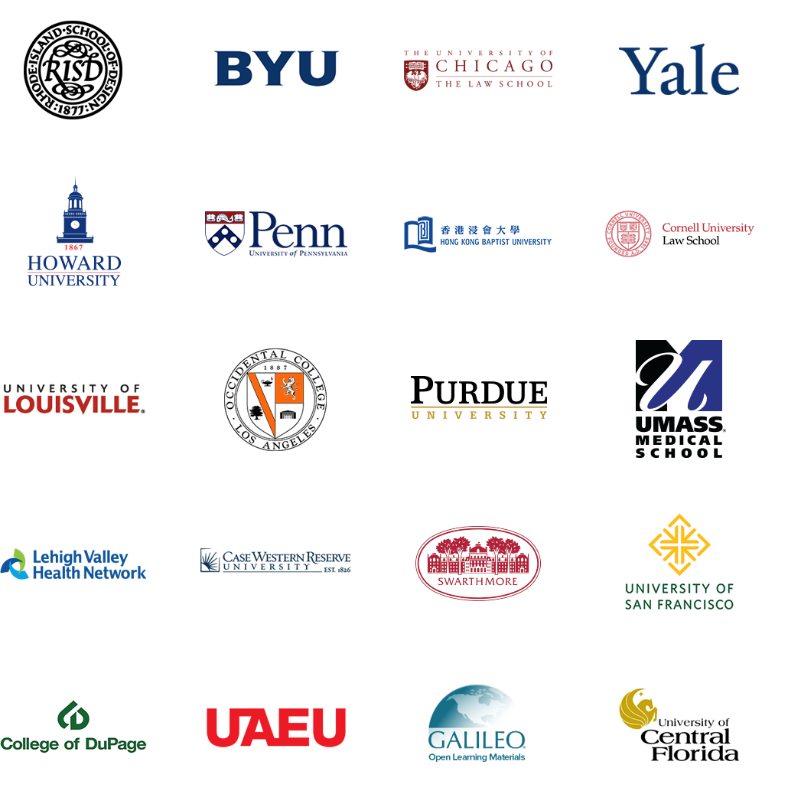 RHODE·ISLAND·SCHOOL·OF·DESIGN
RISD
:1877:
BYU
THE UNIVERSITY OF
CHICAGO
THE LAW SCHOOL
Yale
1867
HOWARD
UNIVERSITY
Penn
UNIVERSITY of PENNSYLVANIA
香港浸會大學
HONG KONG BAPTIST UNIVERSITY
Cornell University
Law School
UNIVERSITY OF
LOUISVILLE.
OCCIDENTAL COLLEGE
1887
LOS ANGELES
PURDUE
UNIVERSITY
UMASS
MEDICAL
SCHOOL
Lehigh Valley
Health Network
CASE WESTERN RESERVE
UNIVERSITY EST. 1826
SWARTHMORE
UNIVERSITY OF
SAN FRANCISCO
College of DuPage
UAEU
GALILEO
Open Learning Materials
University of
Central
Florida